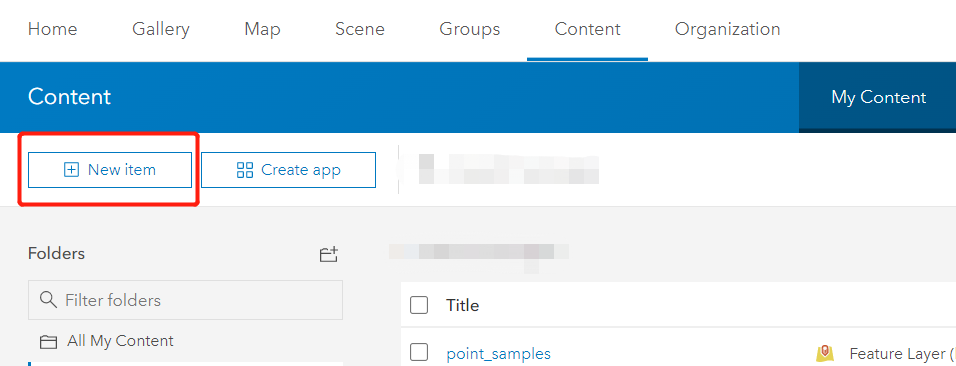 Home Gallery Map Scene Groups Content Organization
Content My Content
New item Create app
Folders
Filter folders
Title
All My Content
point_samples Feature Layer (